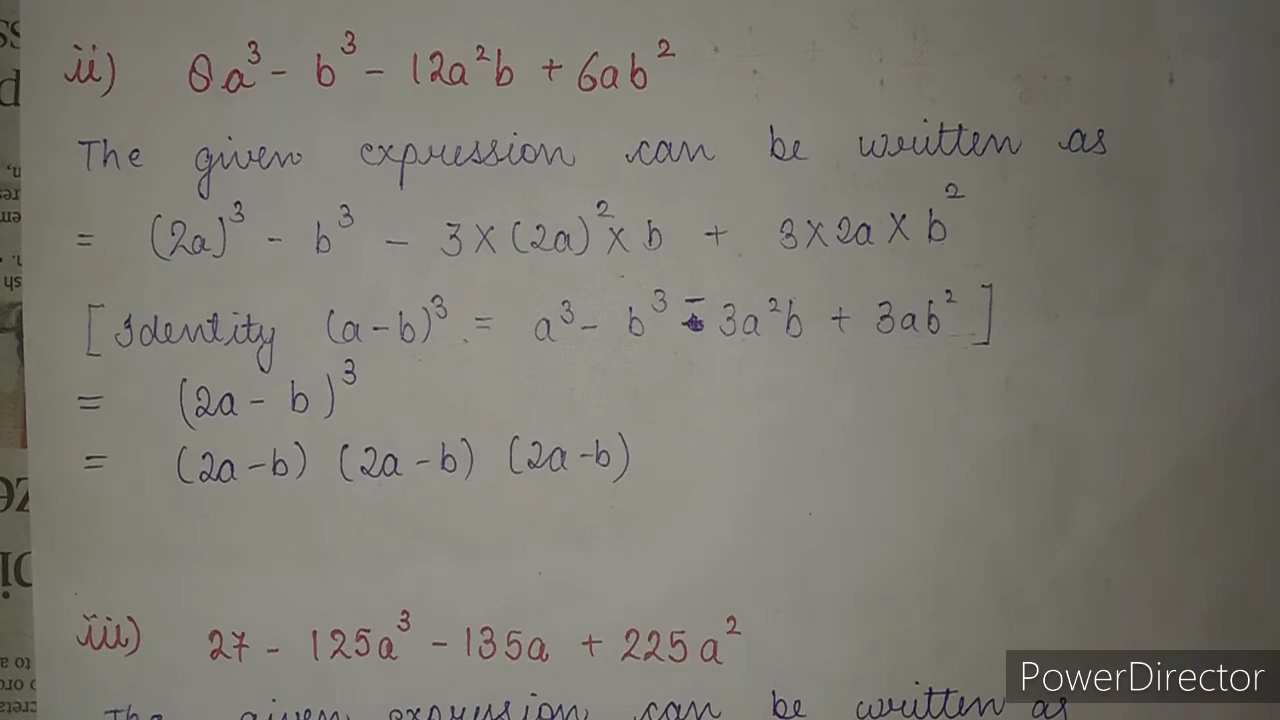 ii) 8a³ - b³ - 12a²b + 6ab²
The given expression can be written as
= (2a)³ - b³ - 3 × (2a)² × b + 3 × 2a × b²
[Identity (a-b)³ = a³ - b³ - 3a²b + 3ab²]
= (2a - b)³
= (2a-b) (2a-b) (2a-b)
iii) 27 - 125a³ - 135a + 225a²
The given expression can be written as
PowerDirector